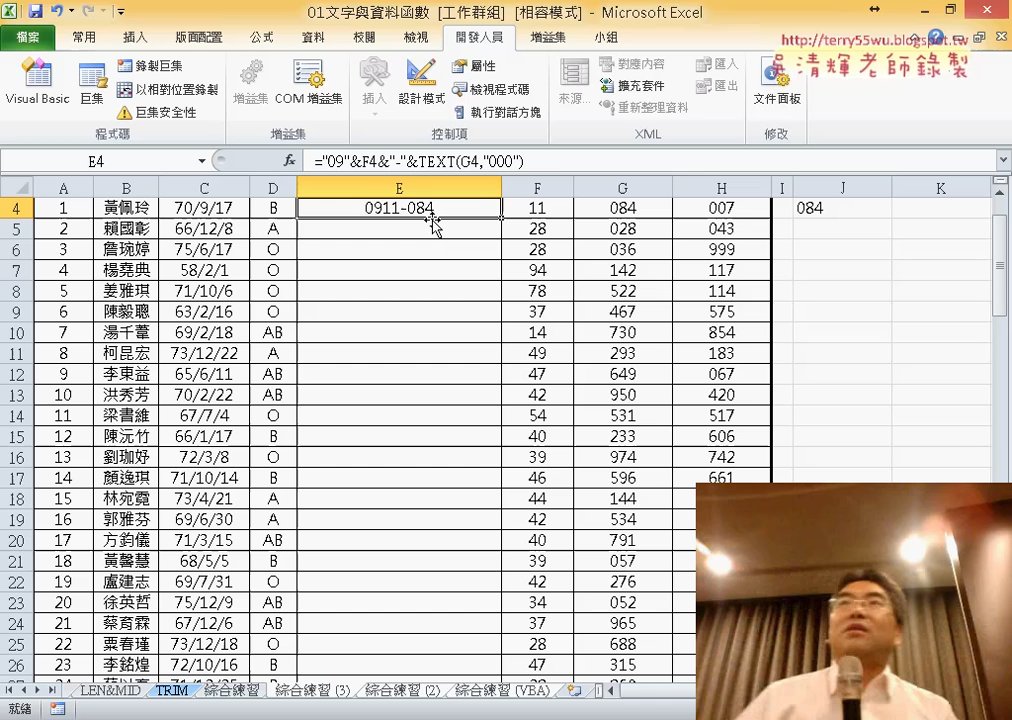 01文字與資料函數 [工作群組] [相容模式] - Microsoft Excel
檔案 常用 插入 版面配置 公式 資料 校閱 檢視 開發人員 增益集 小組
http://terry55wu.blogspot.tw
吳清輝老師錄製
Visual Basic 巨集 錄製巨集 以相對位置錄製 巨集安全性 增益集 COM 增益集 插入 設計模式 屬性 檢視程式碼 執行對話方塊 來源... 對應內容 擴充套件 重新整理資料 匯入 匯出 文件面板
程式碼 增益集 控制項 XML 修改
E4 fx ="09"&F4&"-"&TEXT(G4,"000")
A B C D E F G H I J K
4 1 黃佩玲 70/9/17 B 0911-084 11 084 007 084
5 2 賴國彰 66/12/8 A 28 028 043
6 3 詹琬婷 75/6/17 O 28 036 999
7 4 楊堯典 58/2/1 O 94 142 117
8 5 姜雅琪 71/10/6 O 78 522 114
9 6 陳毅聰 63/2/16 O 37 467 575
10 7 湯千葦 69/2/18 AB 14 730 854
11 8 柯昆宏 73/12/22 A 49 293 183
12 9 李東益 65/6/11 AB 47 649 067
13 10 洪秀芳 70/2/22 AB 42 950 420
14 11 梁書維 67/7/4 O 54 531 517
15 12 陳沅竹 66/1/17 B 40 233 606
16 13 劉珈妤 72/3/8 O 39 974 742
17 14 顏逸琪 71/10/14 B 46 596 661
18 15 林宛霓 73/4/21 A 44 144
19 16 郭雅芬 69/6/30 A 42 534
20 17 方鈞儀 71/3/15 AB 40 791
21 18 黃馨慧 68/5/5 B 39 057
22 19 盧建志 69/7/31 O 42 276
23 20 徐英哲 75/12/9 AB 34 052
24 21 蔡育霖 67/12/6 AB 37 965
25 22 粟春瑾 73/12/18 O 28 688
26 23 李銘煌 72/10/16 B 47 315
LEN&MID TRIM 綜合練習 綜合練習 (3) 綜合練習 (2) 綜合練習 (VBA)
就緒